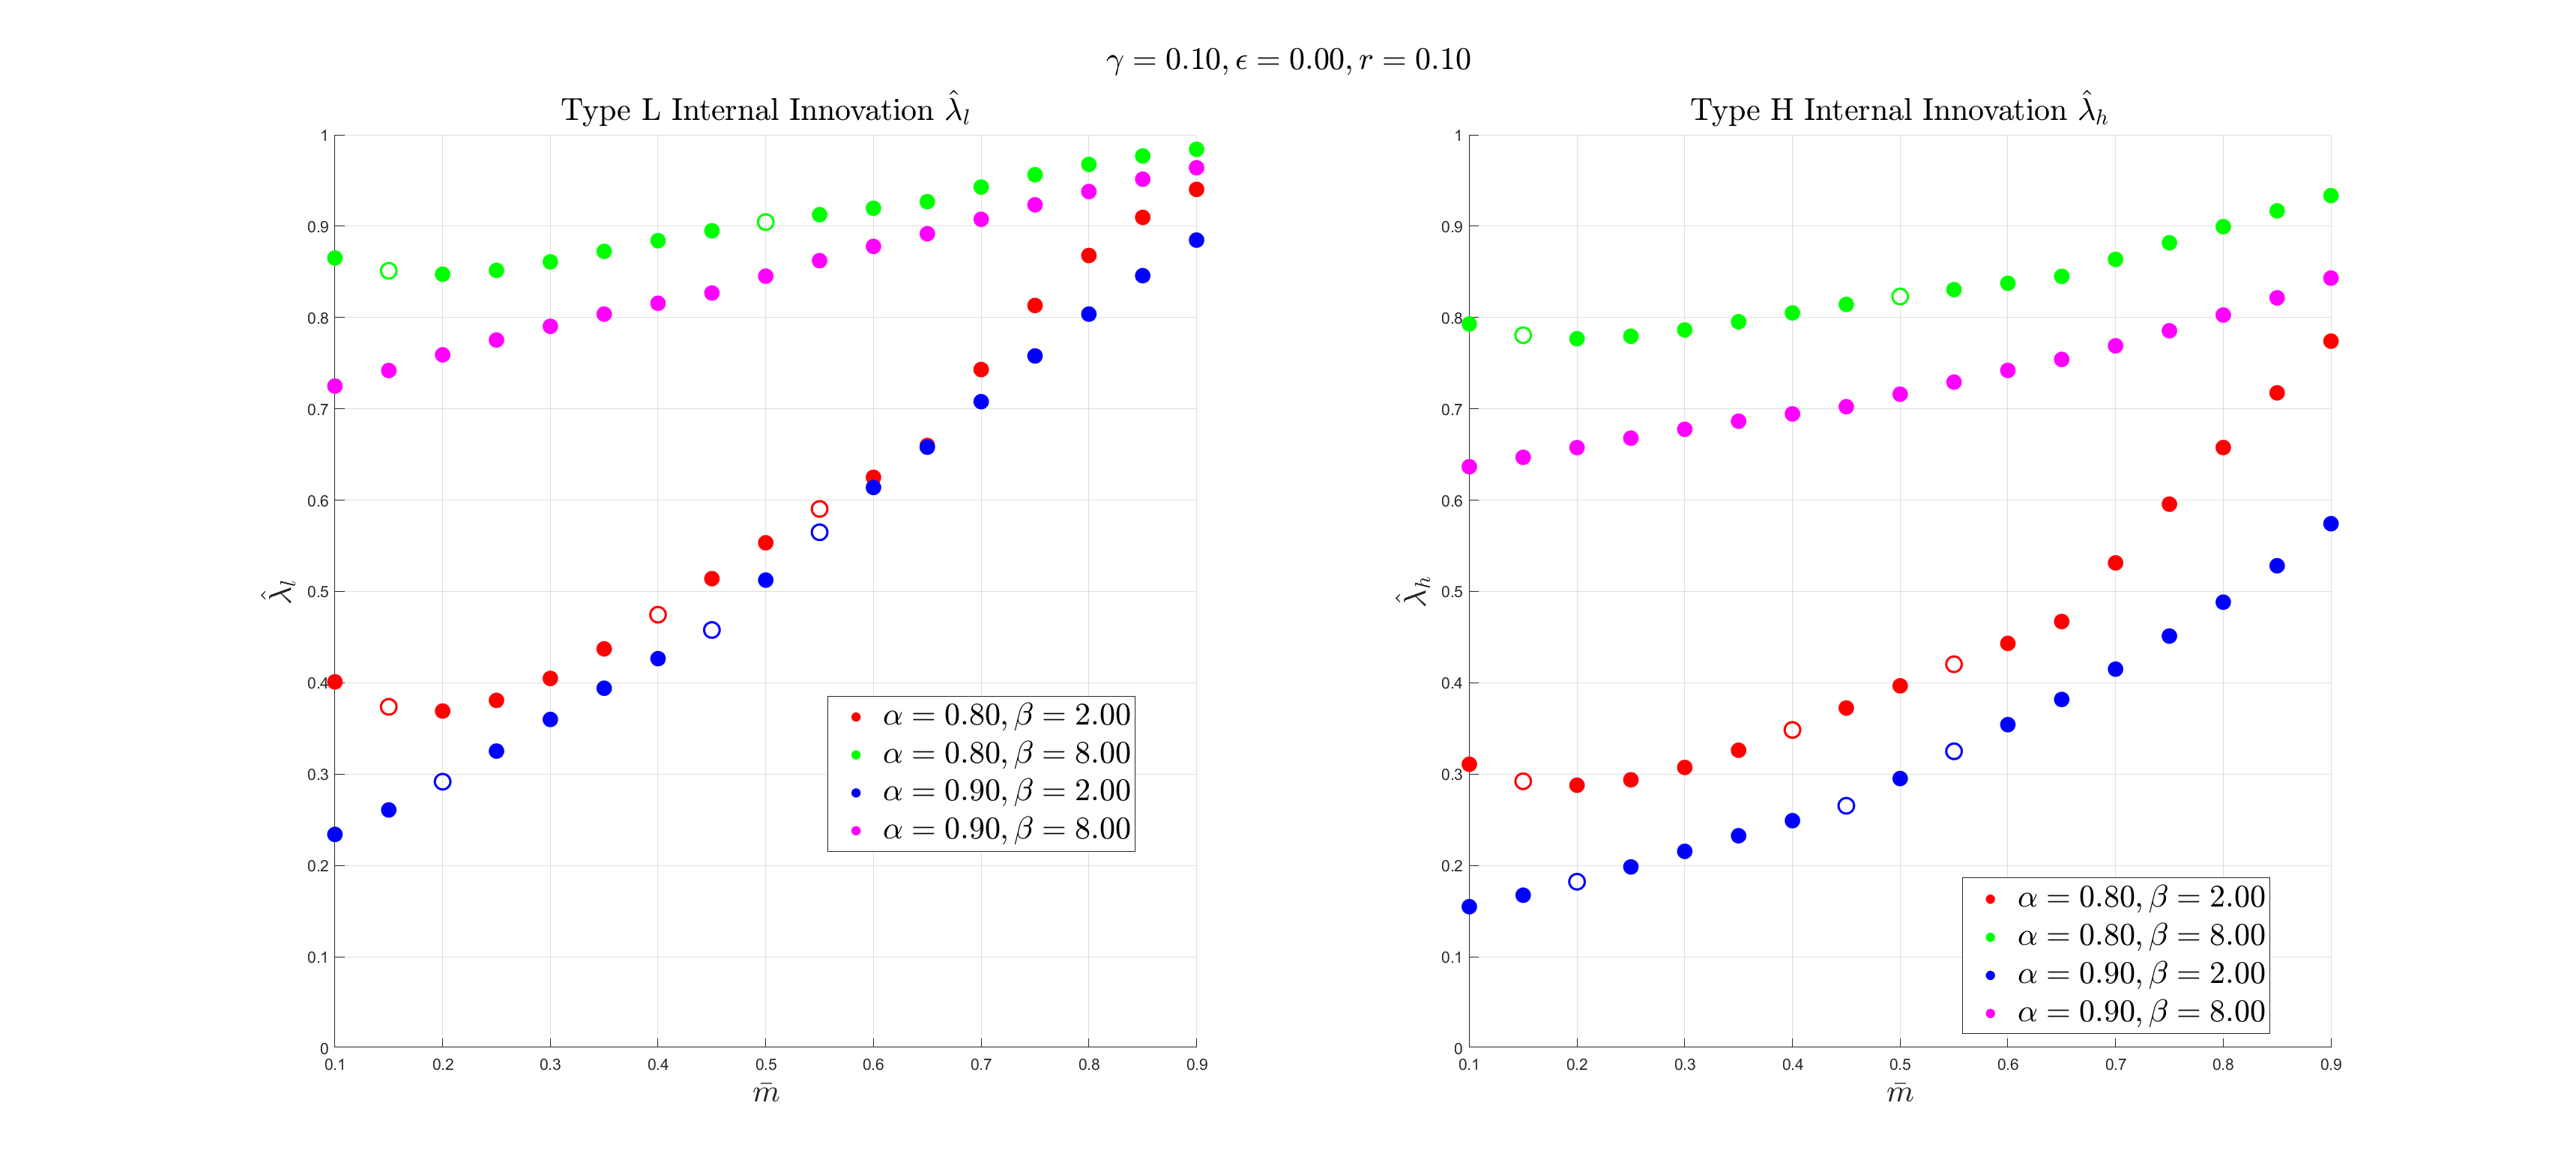 γ = 0.10, ϵ = 0.00, r = 0.10
Type L Internal Innovation λ̂_l
1
0.9
0.8
0.7
0.6
0.5
0.4
0.3
0.2
0.1
0
λ̂_l
0.1 0.2 0.3 0.4 0.5 0.6 0.7 0.8 0.9
m̄
α = 0.80, β = 2.00
α = 0.80, β = 8.00
α = 0.90, β = 2.00
α = 0.90, β = 8.00
Type H Internal Innovation λ̂_h
1
0.9
0.8
0.7
0.6
0.5
0.4
0.3
0.2
0.1
0
λ̂_h
0.1 0.2 0.3 0.4 0.5 0.6 0.7 0.8 0.9
m̄
α = 0.80, β = 2.00
α = 0.80, β = 8.00
α = 0.90, β = 2.00
α = 0.90, β = 8.00